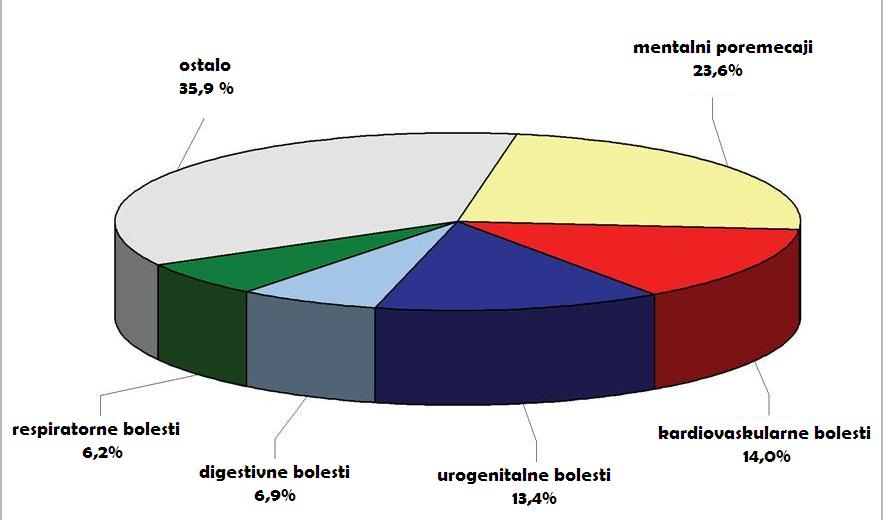 mentalni poremecaji
23,6%
ostalo
35,9 %
respiratorne bolesti
6,2%
digestivne bolesti
6,9%
urogenitalne bolesti
13,4%
kardiovaskularne bolesti
14,0%